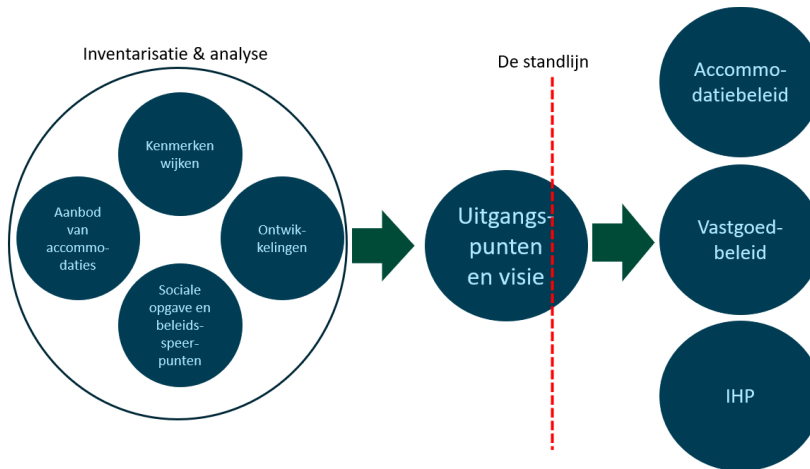 Inventarisatie & analyse
Kenmerken
wijken
Aanbod
van
accommo-
daties
Ontwik-
kelingen
Sociale
opgave en
beleids-
speer-
punten
De standlijn
Uitgangs-
punten
en visie
Accommo-
datiebeleid
Vastgoed-
beleid
IHP